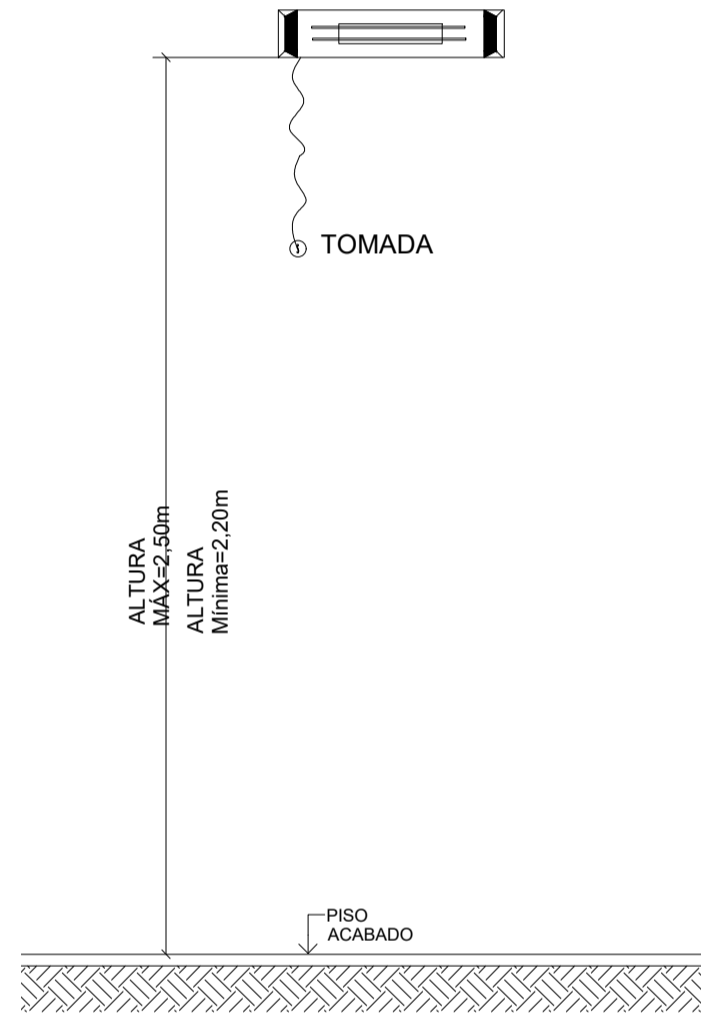 TOMADA
ALTURA
MÁX=2,50m
ALTURA
Mínima=2,20m
PISO
ACABADO